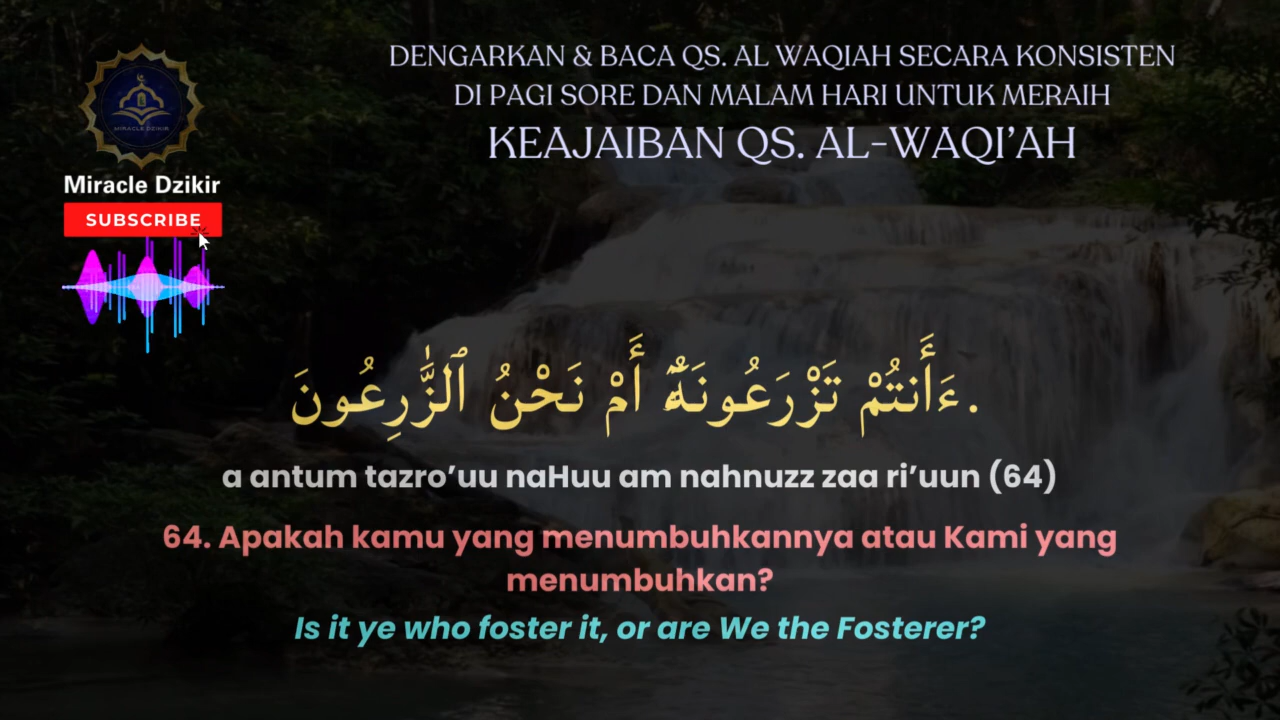 DENGARKAN & BACA QS. AL WAQIAH SECARA KONSISTEN
DI PAGI SORE DAN MALAM HARI UNTUK MERAIH
KEAJAIBAN QS. AL-WAQI’AH
MIRACLE DZIKIR
Miracle Dzikir
SUBSCRIBE
ءَأَنتُمْ تَزْرَعُونَهُۥٓ أَمْ نَحْنُ ٱلزَّٰرِعُونَ.
a antum tazro’uu naHuu am nahnuzz zaa ri’uun (64)
64. Apakah kamu yang menumbuhkannya atau Kami yang
menumbuhkan?
Is it ye who foster it, or are We the Fosterer?